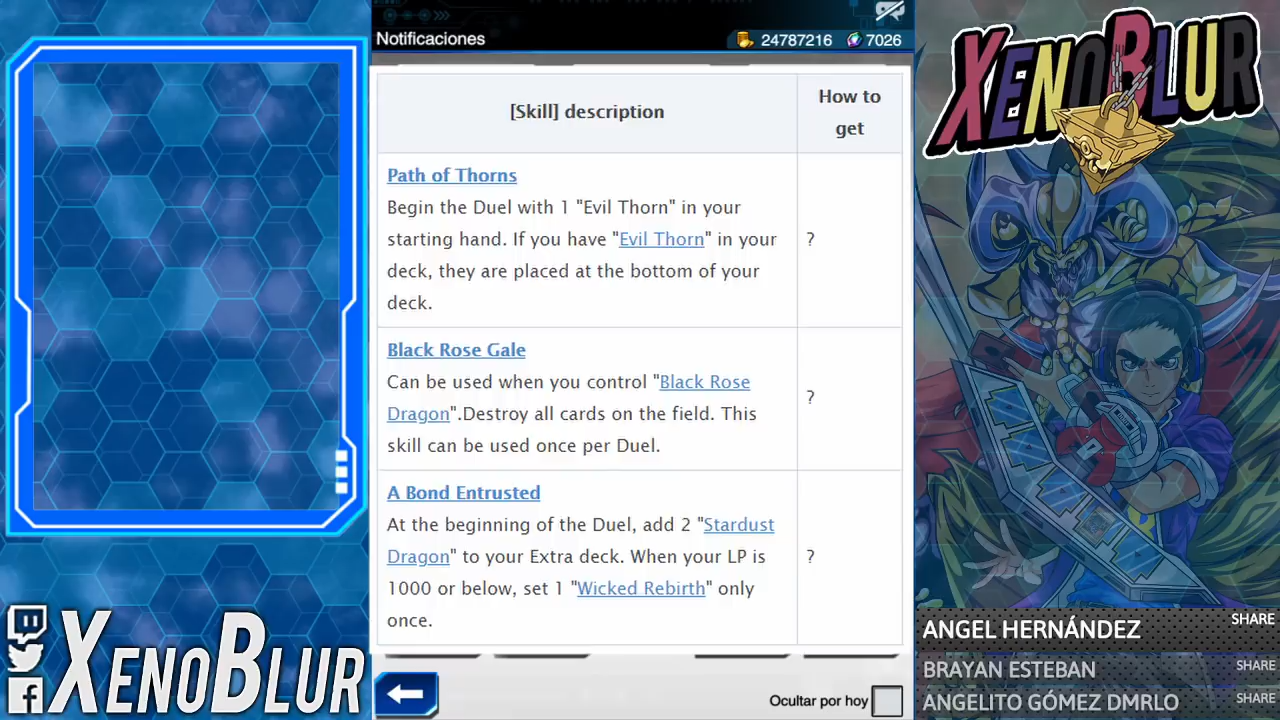 Notificaciones
24787216
7026
[Skill] description
How to
get
Path of Thorns
Begin the Duel with 1 "Evil Thorn" in your
starting hand. If you have "Evil Thorn" in your
deck, they are placed at the bottom of your
deck.
?
Black Rose Gale
Can be used when you control "Black Rose
Dragon".Destroy all cards on the field. This
skill can be used once per Duel.
?
A Bond Entrusted
At the beginning of the Duel, add 2 "Stardust
Dragon" to your Extra deck. When your LP is
1000 or below, set 1 "Wicked Rebirth" only
once.
?
Ocultar por hoy
XENOBLUR
XENOBLUR
ANGEL HERNÁNDEZ SHARE
BRAYAN ESTEBAN SHARE
ANGELITO GÓMEZ DMRLO SHARE